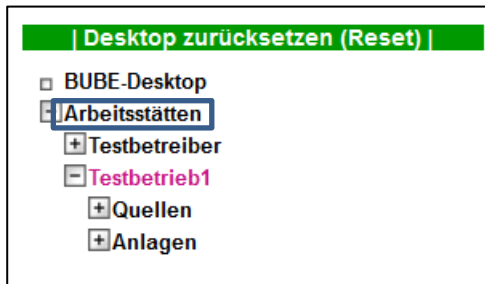 | Desktop zurücksetzen (Reset) |
BUBE-Desktop
Arbeitsstätten
Testbetreiber
Testbetrieb1
Quellen
Anlagen